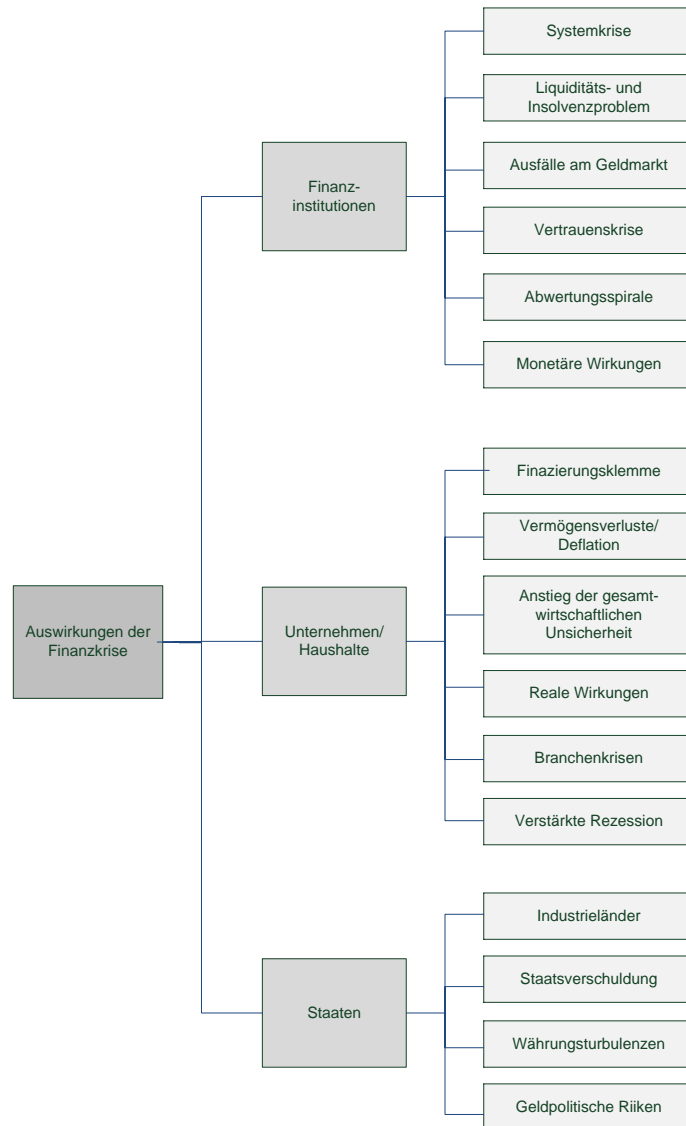 Auswirkungen der
Finanzkrise
Finanz-
institutionen
Systemkrise
Liquiditäts- und
Insolvenzproblem
Ausfälle am Geldmarkt
Vertrauenskrise
Abwertungsspirale
Monetäre Wirkungen
Unternehmen/
Haushalte
Finazierungsklemme
Vermögensverluste/
Deflation
Anstieg der gesamt-
wirtschaftlichen
Unsicherheit
Reale Wirkungen
Branchenkrisen
Verstärkte Rezession
Staaten
Industrieländer
Staatsverschuldung
Währungsturbulenzen
Geldpolitische Riiken